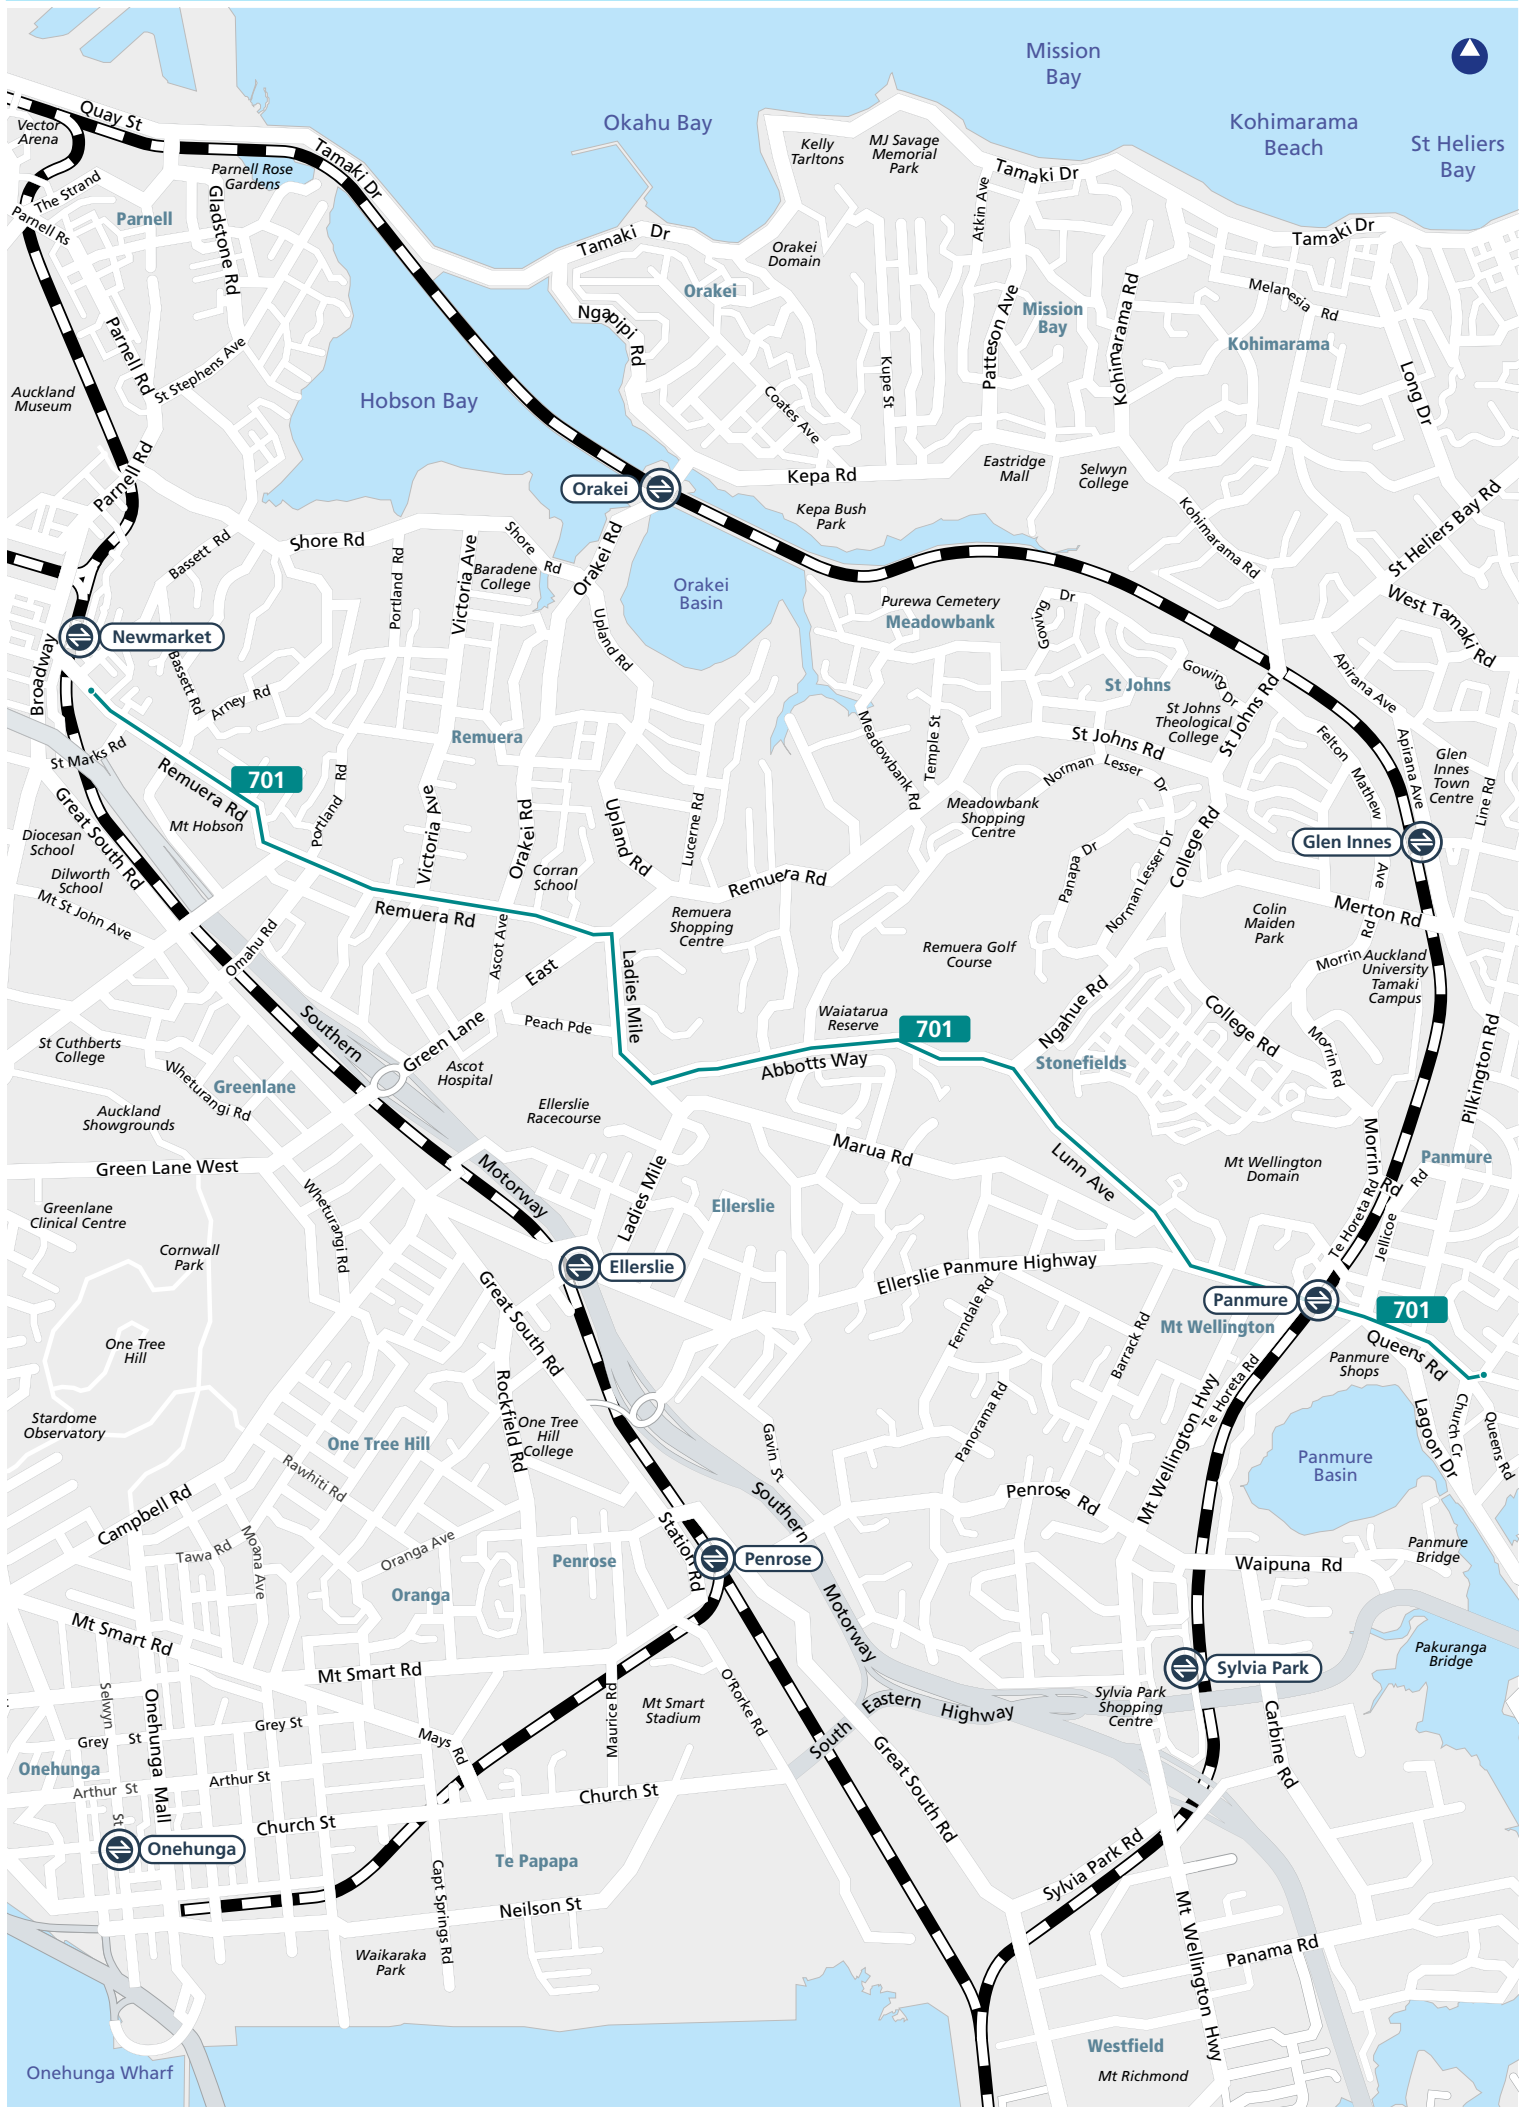 Mission
Bay
Okahu Bay
Kohimarama
Beach
St Heliers
Bay
Quay St
Vector
Arena
Tamaki Dr
Parnell Rose
Gardens
Kelly
Tarltons
MJ Savage
Memorial
Park
Tamaki Dr
Atkin Ave
The Strand
Parnell Rs
Parnell
Gladstone Rd
Tamaki Dr
Orakei
Domain
Tamaki Dr
Orakei
Ngapipi Rd
Patteson Ave
Mission
Bay
Kohimarama Rd
Melanesia Rd
Kohimarama
Parnell Rd
St Stephens Ave
Auckland
Museum
Hobson Bay
Kupe St
Coates Ave
Long Dr
Parnell Rd
Orakei
Kepa Rd
Eastridge
Mall
Selwyn
College
Kepa Bush
Park
Kohimarama Rd
St Heliers Bay Rd
Bassett Rd
Shore Rd
Portland Rd
Victoria Ave
Shore Rd
Baradene
College
Orakei Rd
Orakei
Basin
Upland Rd
Purewa Cemetery
Meadowbank
Gowing Dr
West Tamaki Rd
Newmarket
Broadway
Bassett Rd
Arney Rd
Apirana Ave
St Johns
Gowing Dr
St Johns
Theological
College
St Johns Rd
St Johns Rd
Remuera
Meadowbank Rd
Temple St
Felton Mathew
Ave
Apirana Ave
Glen
Innes
Town
Centre
Line Rd
St Marks Rd
Remuera Rd
701
Portland Rd
Victoria Ave
Orakei Rd
Upland Rd
Lucerne Rd
Norman Lesser Dr
Meadowbank
Shopping
Centre
Great South Rd
Mt Hobson
Diocesan
School
Dilworth
School
Corran
School
Remuera Rd
Panapa Dr
Norman Lesser Dr
College Rd
Glen Innes
Mt St John Ave
Remuera Rd
Remuera
Shopping
Centre
Merton Rd
Colin
Maiden
Park
Omahu Rd
Ascot Ave
Green Lane East
Ladies Mile
Remuera Golf
Course
Morrin Rd
Auckland
University
Tamaki
Campus
Southern
Peach Pde
Waiatarua
Reserve
701
Ngahue Rd
College Rd
Pilkington Rd
St Cuthberts
College
Ascot
Hospital
Abbotts Way
Stonefields
Morrin Rd
Wheturangi Rd
Greenlane
Auckland
Showgrounds
Ellerslie
Racecourse
Marua Rd
Morrin Rd
Panmure
Green Lane West
Motorway
Lunn Ave
Mt Wellington
Domain
Wheturangi Rd
Ladies Mile
Ellerslie
Te Horeta Rd
Jellicoe Rd
Greenlane
Clinical Centre
Cornwall
Park
Ellerslie
Ellerslie Panmure Highway
Great South Rd
Ferndale Rd
Panmure
701
Mt Wellington
Barrack Rd
Queens Rd
Panmure
Shops
One Tree
Hill
Te Horeta Rd
Rockfield Rd
Panorama Rd
Mt Wellington Hwy
Church Cr
Lagoon Dr
Queens Rd
Stardome
Observatory
One Tree
Hill
College
Gavin St
One Tree Hill
Panmure
Basin
Rawhiti Rd
Campbell Rd
Southern
Penrose Rd
Station Rd
Tawa Rd
Moana Ave
Oranga Ave
Penrose
Penrose
Panmure
Bridge
Waipuna Rd
Oranga
Motorway
Mt Smart Rd
Pakuranga
Bridge
Mt Smart Rd
Sylvia Park
Selwyn
St
Onehunga Mall
Grey St
Grey St
Maurice Rd
Mt Smart
Stadium
O'Rorke Rd
South Eastern Highway
Sylvia Park
Shopping
Centre
Mays Rd
Carbine Rd
Onehunga
Arthur St
Arthur St
Great South Rd
Church St
Church St
Onehunga
Te Papapa
Capt Springs Rd
Sylvia Park Rd
Neilson St
Waikaraka
Park
Mt Wellington Hwy
Panama Rd
Westfield
Onehunga Wharf
Mt Richmond